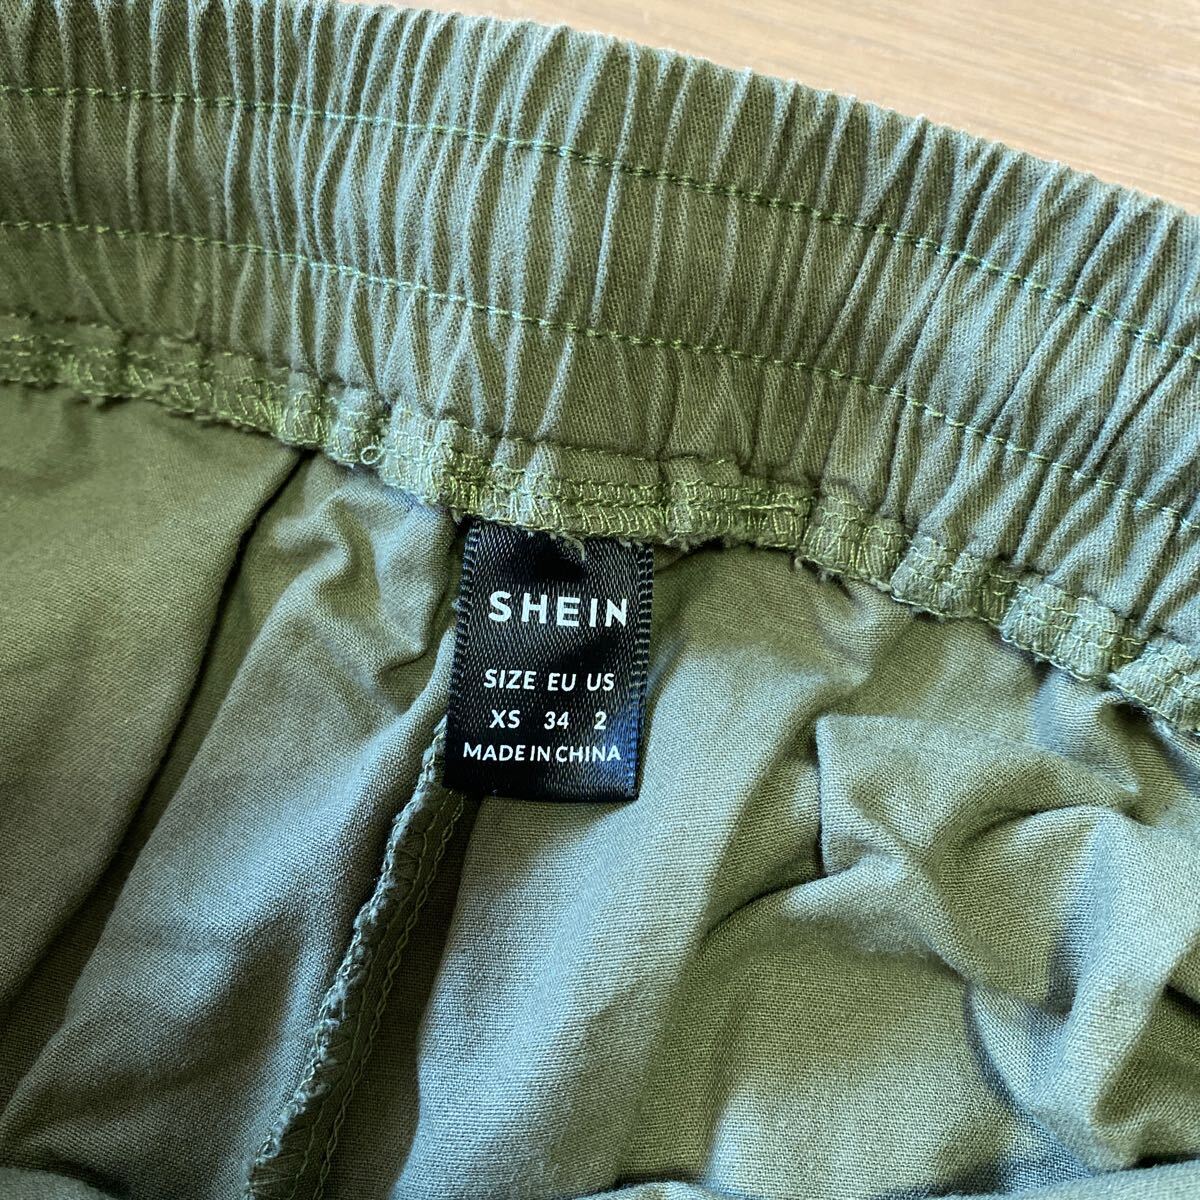 SHEIN
SIZE EU US
XS 34 2
MADE IN CHINA